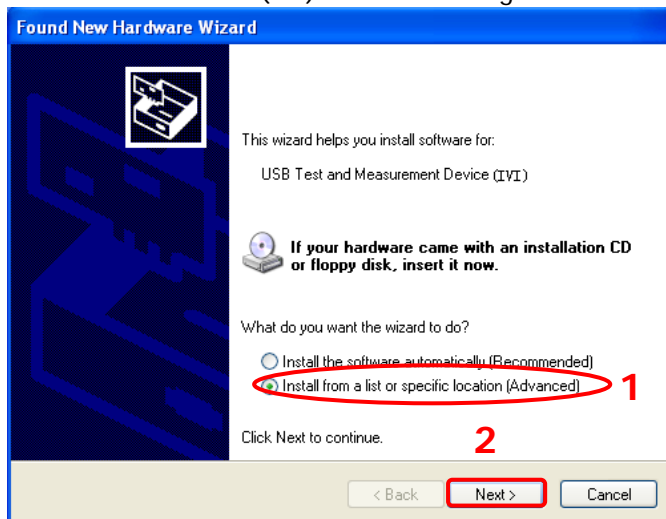 Found New Hardware Wizard
This wizard helps you install software for:
USB Test and Measurement Device (IVI)
If your hardware came with an installation CD
or floppy disk, insert it now.
What do you want the wizard to do?
Install the software automatically (Recommended)
Install from a list or specific location (Advanced)
1
Click Next to continue.
2
< Back
Next >
Cancel